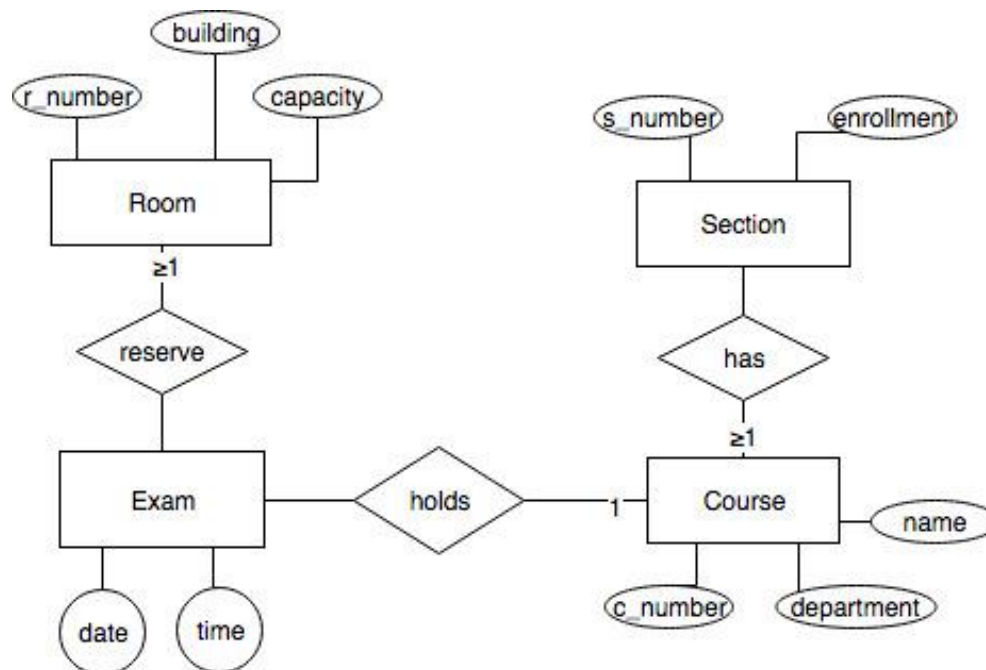 building
r_number
capacity
s_number
enrollment
Room
Section
≥1
reserve
has
≥1
Exam
holds
1
Course
name
c_number
department
date
time